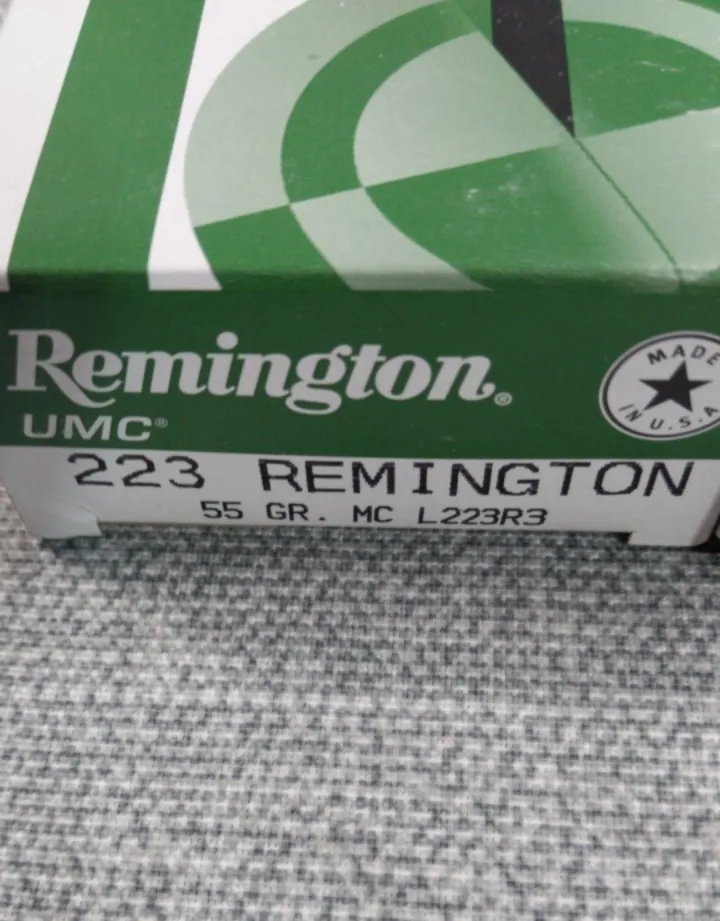 Remington®
UMC®
MADE
IN U.S.A.
223 REMINGTON
55 GR. MC L223R3